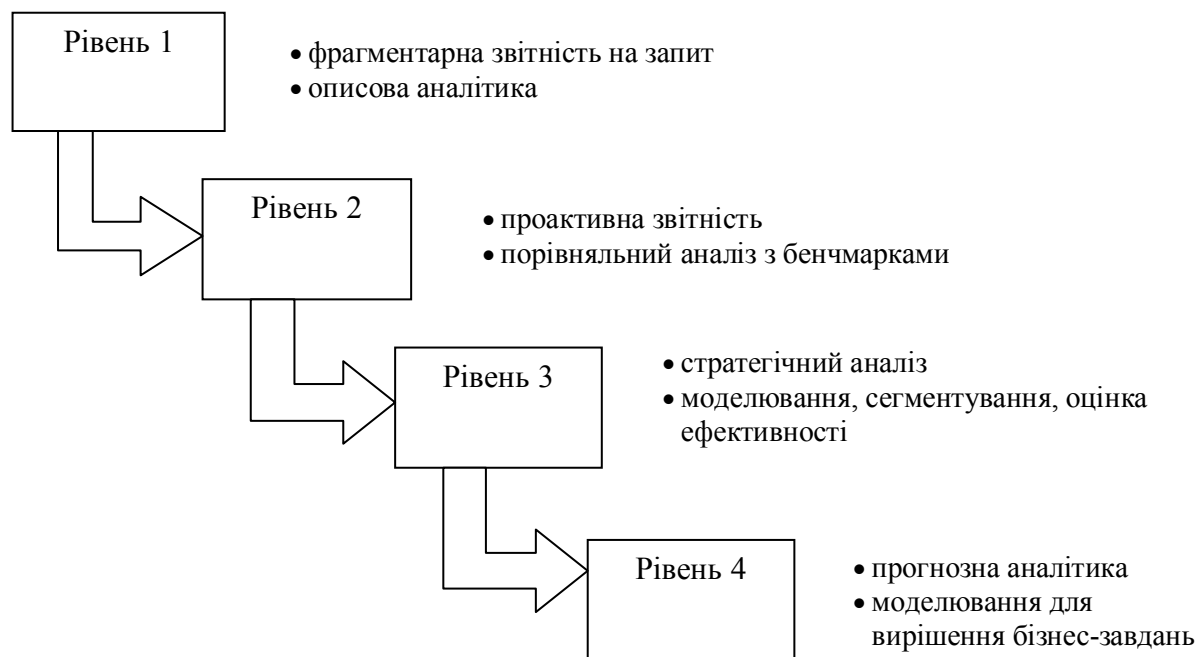 Рівень 1
• фрагментарна звітність на запит
• описова аналітика
Рівень 2
• проактивна звітність
• порівняльний аналіз з бенчмарками
Рівень 3
• стратегічний аналіз
• моделювання, сегментування, оцінка
ефективності
Рівень 4
• прогнозна аналітика
• моделювання для
вирішення бізнес-завдань